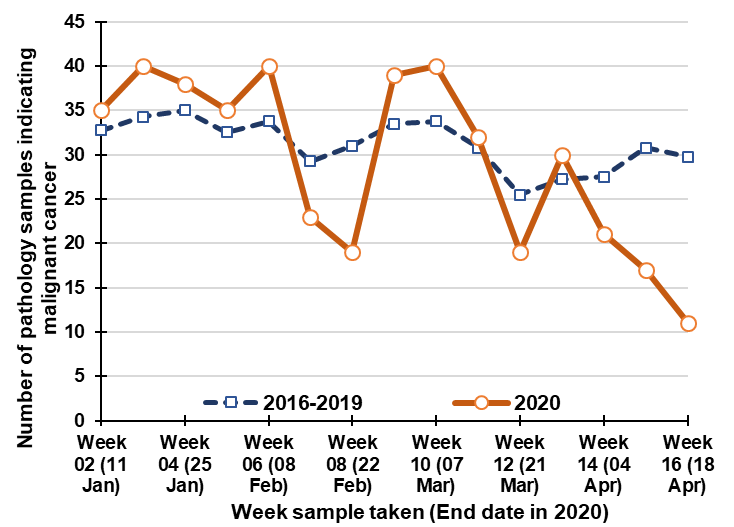 Number of pathology samples indicating
malignant cancer
45
40
35
30
25
20
15
10
5
0
2016-2019
2020
Week
02 (11
Jan)
Week
04 (25
Jan)
Week
06 (08
Feb)
Week
08 (22
Feb)
Week
10 (07
Mar)
Week
12 (21
Mar)
Week
14 (04
Apr)
Week
16 (18
Apr)
Week sample taken (End date in 2020)